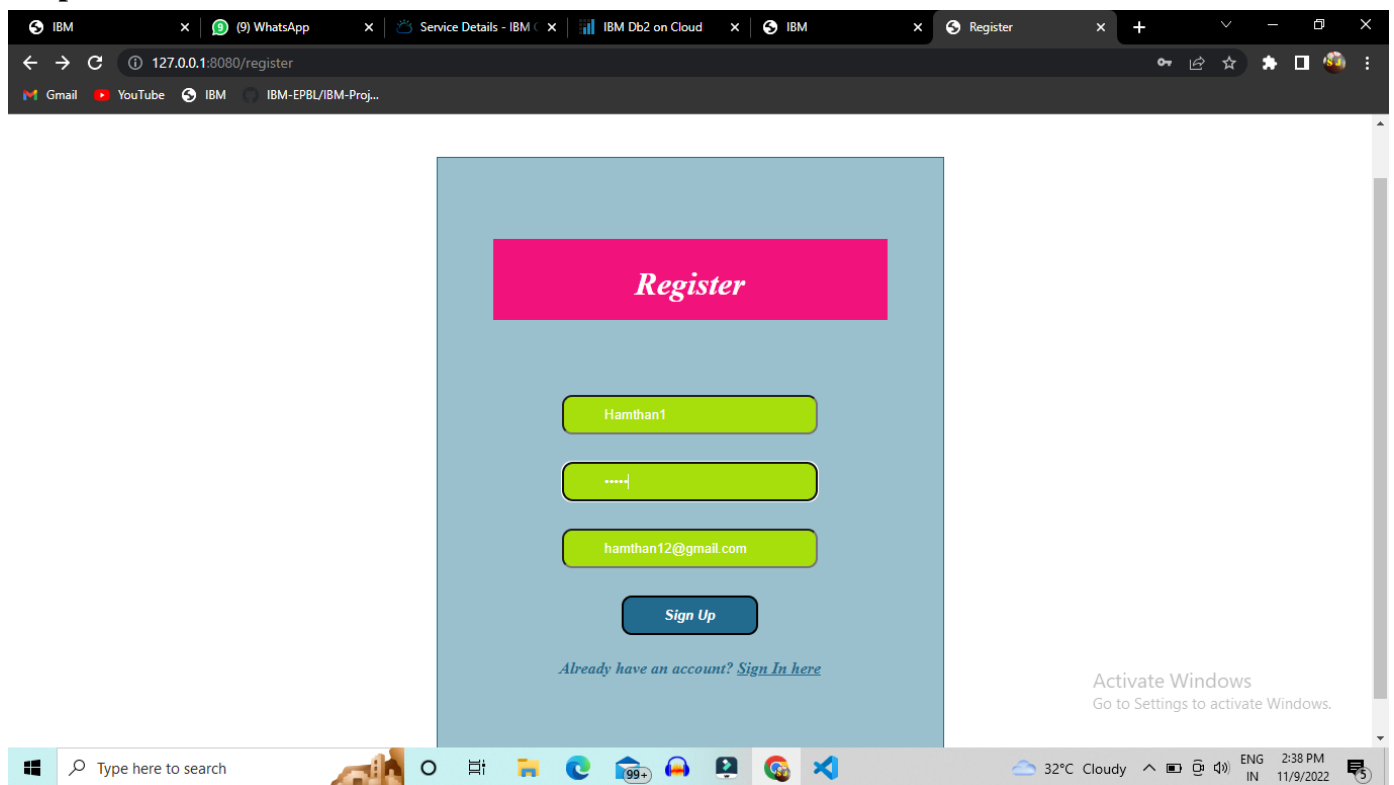 IBM (9) WhatsApp Service Details - IBM C IBM Db2 on Cloud IBM Register
127.0.0.1:8080/register
Gmail YouTube IBM IBM-EPBL/IBM-Proj...
Register
Hamthan1
•••••
hamthan12@gmail.com
Sign Up
Already have an account? Sign In here
Activate Windows
Go to Settings to activate Windows.
Type here to search 99+ 32°C Cloudy ENG 2:38 PM
IN 11/9/2022 5